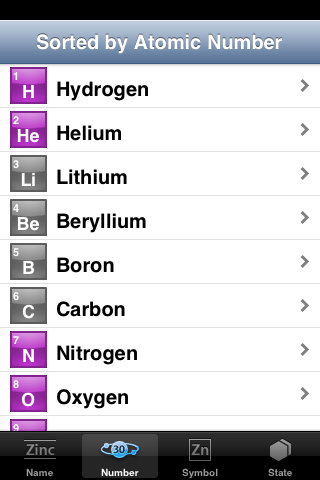 Sorted by Atomic Number
1
H
Hydrogen
2
He
Helium
3
Li
Lithium
4
Be
Beryllium
5
B
Boron
6
C
Carbon
7
N
Nitrogen
8
O
Oxygen
9
Zinc
30
Zn
Name
Number
Symbol
State